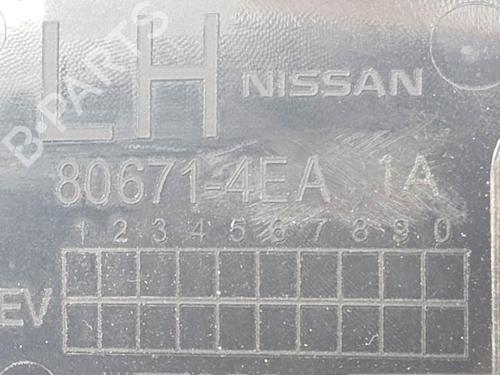 B-PARTS
LH NISSAN
80671-4EA 1A
1 2 3 4 5 6 7 8 9 0
EV